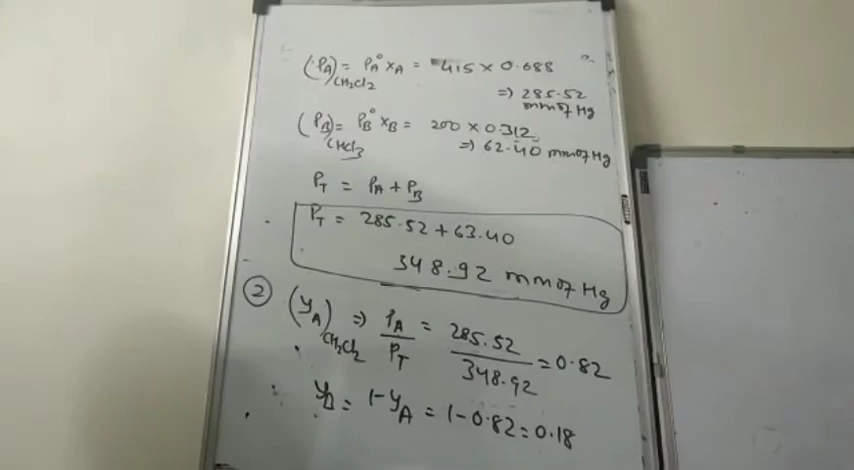 (PA)CH2Cl2 = PA° xA = 415 × 0.688
⇒ 285.52 mm of Hg
(PB)CHCl3 = PB° xB = 200 × 0.312
⇒ 62.40 mm of Hg
PT = PA + PB
PT = 285.52 + 63.40
348.92 mm of Hg
② (yA)CH2Cl2 ⇒ PA/PT = 285.52/348.92 = 0.82
yB = 1-yA = 1-0.82 = 0.18